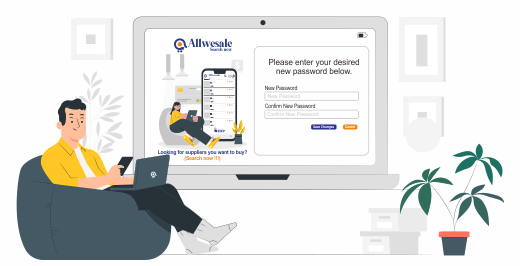 Allwesale
Search now
Looking for suppliers you want to buy?
(Search now !!!)
Please enter your desired
new password below.
New Password
New Password
Confirm New Password
Confirm New Password
Save Changes
Cancel